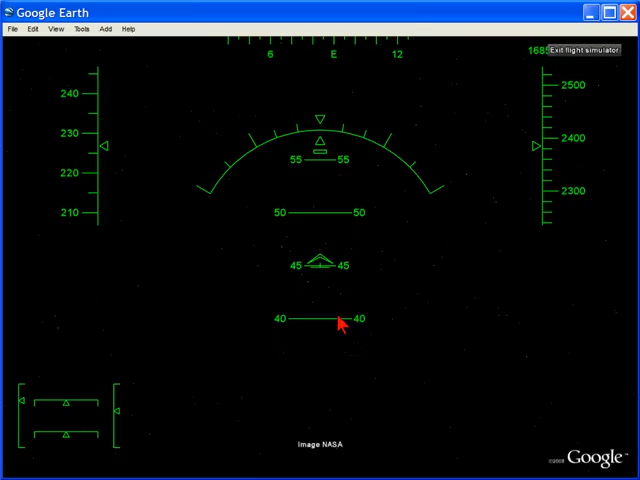 Google Earth
File Edit View Tools Add Help
6 E 12
Exit flight simulator
240
230
220
210
2500
2400
2300
55 55
50 50
45 45
40 40
Image NASA
Google